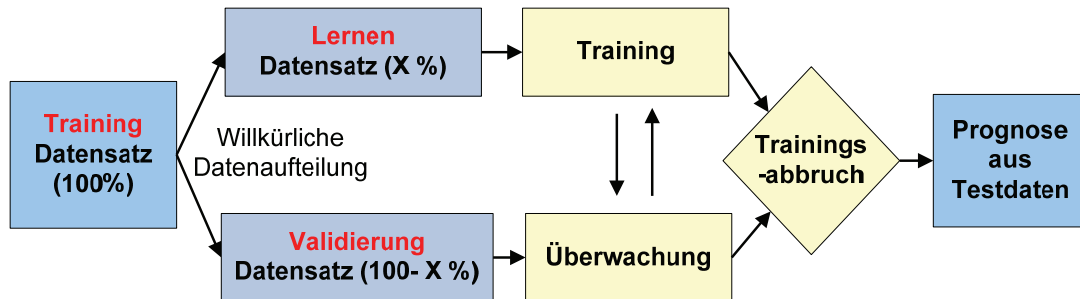 Training
Datensatz
(100%)
Willkürliche
Datenaufteilung
Lernen
Datensatz (X %)
Validierung
Datensatz (100- X %)
Training
Überwachung
Trainings
-abbruch
Prognose
aus
Testdaten